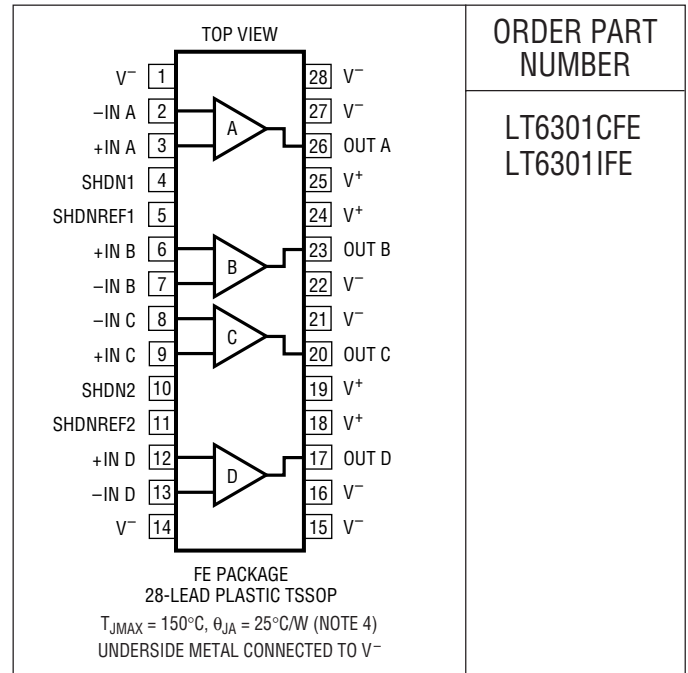 TOP VIEW
V− 1
−IN A 2
+IN A 3
SHDN1 4
SHDNREF1 5
+IN B 6
−IN B 7
−IN C 8
+IN C 9
SHDN2 10
SHDNREF2 11
+IN D 12
−IN D 13
V− 14
A
B
C
D
28 V−
27 V−
26 OUT A
25 V+
24 V+
23 OUT B
22 V−
21 V−
20 OUT C
19 V+
18 V+
17 OUT D
16 V−
15 V−
FE PACKAGE
28-LEAD PLASTIC TSSOP
TJMAX = 150°C, θJA = 25°C/W (NOTE 4)
UNDERSIDE METAL CONNECTED TO V−
ORDER PART
NUMBER
LT6301CFE
LT6301IFE